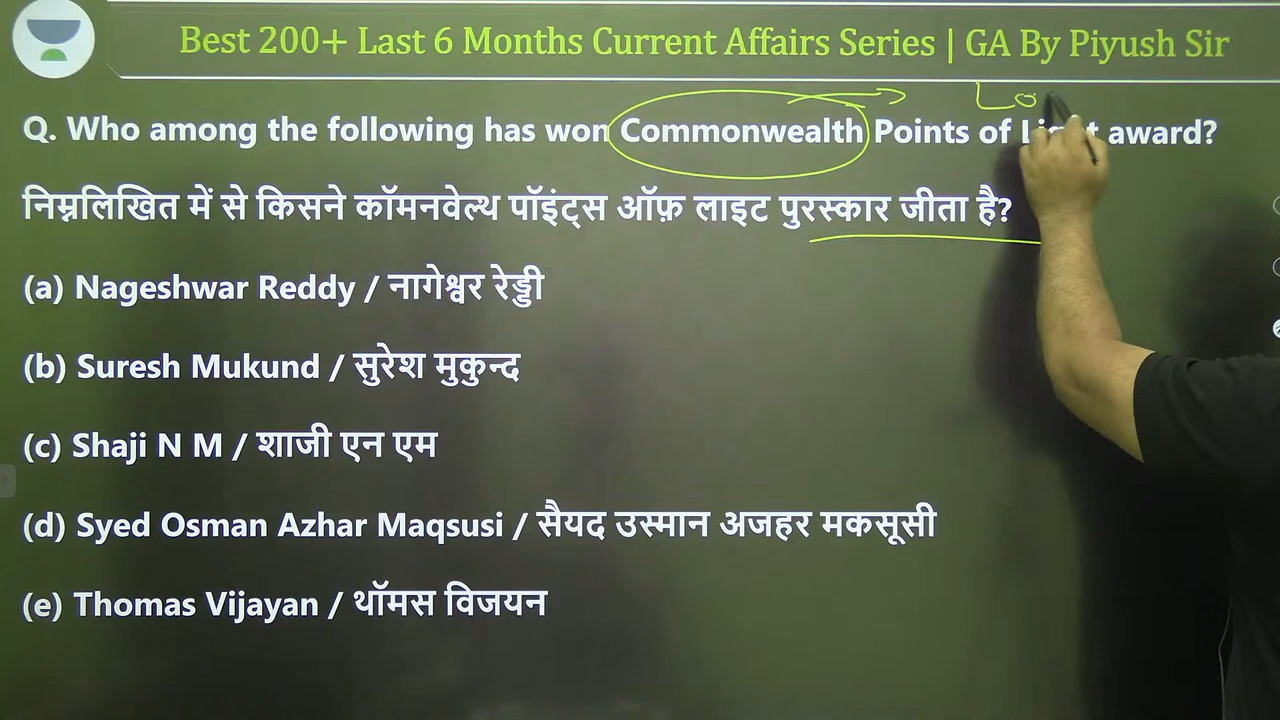 Best 200+ Last 6 Months Current Affairs Series | GA By Piyush Sir
Lo
Q. Who among the following has won Commonwealth Points of Light award?
निम्नलिखित में से किसने कॉमनवेल्थ पॉइंट्स ऑफ़ लाइट पुरस्कार जीता है?
(a) Nageshwar Reddy / नागेश्वर रेड्डी
(b) Suresh Mukund / सुरेश मुकुन्द
(c) Shaji N M / शाजी एन एम
(d) Syed Osman Azhar Maqsusi / सैयद उस्मान अजहर मकसूसी
(e) Thomas Vijayan / थॉमस विजयन